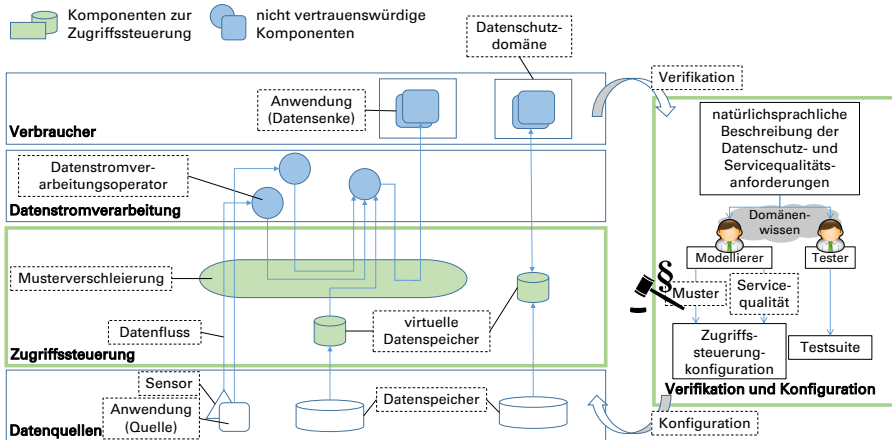 Komponenten zur
Zugriffssteuerung
nicht vertrauenswürdige
Komponenten
Datenschutz-
domäne
Verifikation
Anwendung
(Datensenke)
Verbraucher
natürlichsprachliche
Beschreibung der
Datenschutz- und
Servicequalitäts-
anforderungen
Datenstromver-
arbeitungsoperator
Datenstromverarbeitung
Domänen-
wissen
Modellierer
Tester
Musterverschleierung
§
Muster
Service-
qualität
Datenfluss
virtuelle
Datenspeicher
Zugriffssteuerung
Zugriffs-
steuerung-
konfiguration
Testsuite
Verifikation und Konfiguration
Sensor
Anwendung
(Quelle)
Datenspeicher
Datenquellen
Konfiguration